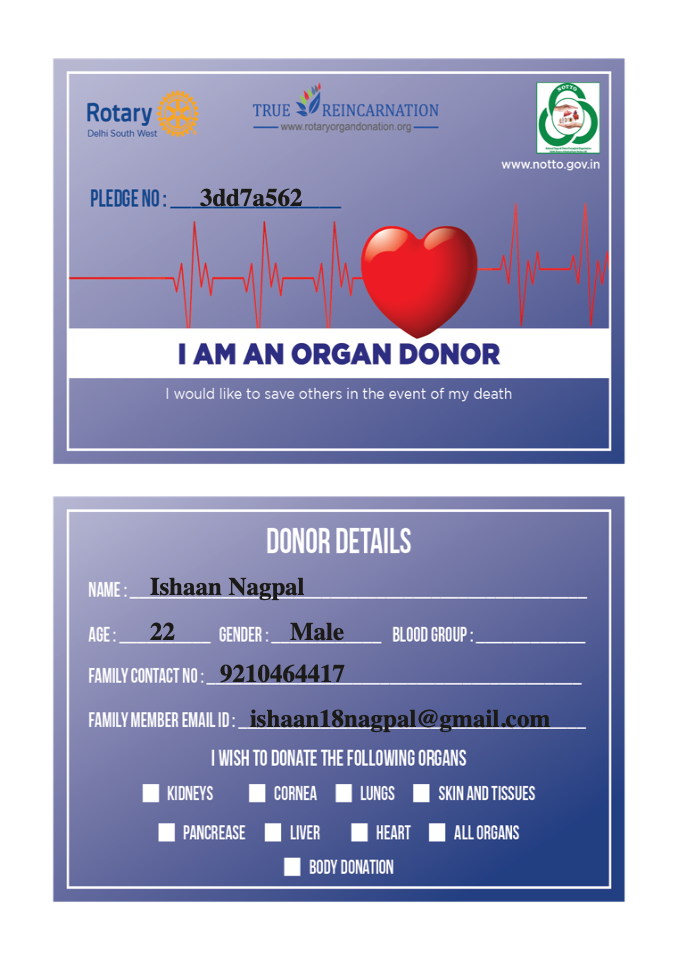 Rotary
Delhi South West
TRUE REINCARNATION
www.rotaryorgandonation.org
NOTTO
www.notto.gov.in
PLEDGE NO : 3dd7a562
I AM AN ORGAN DONOR
I would like to save others in the event of my death
DONOR DETAILS
NAME : Ishaan Nagpal
AGE : 22 GENDER : Male BLOOD GROUP :
FAMILY CONTACT NO : 9210464417
FAMILY MEMBER EMAIL ID : ishaan18nagpal@gmail.com
I WISH TO DONATE THE FOLLOWING ORGANS
KIDNEYS CORNEA LUNGS SKIN AND TISSUES
PANCREASE LIVER HEART ALL ORGANS
BODY DONATION